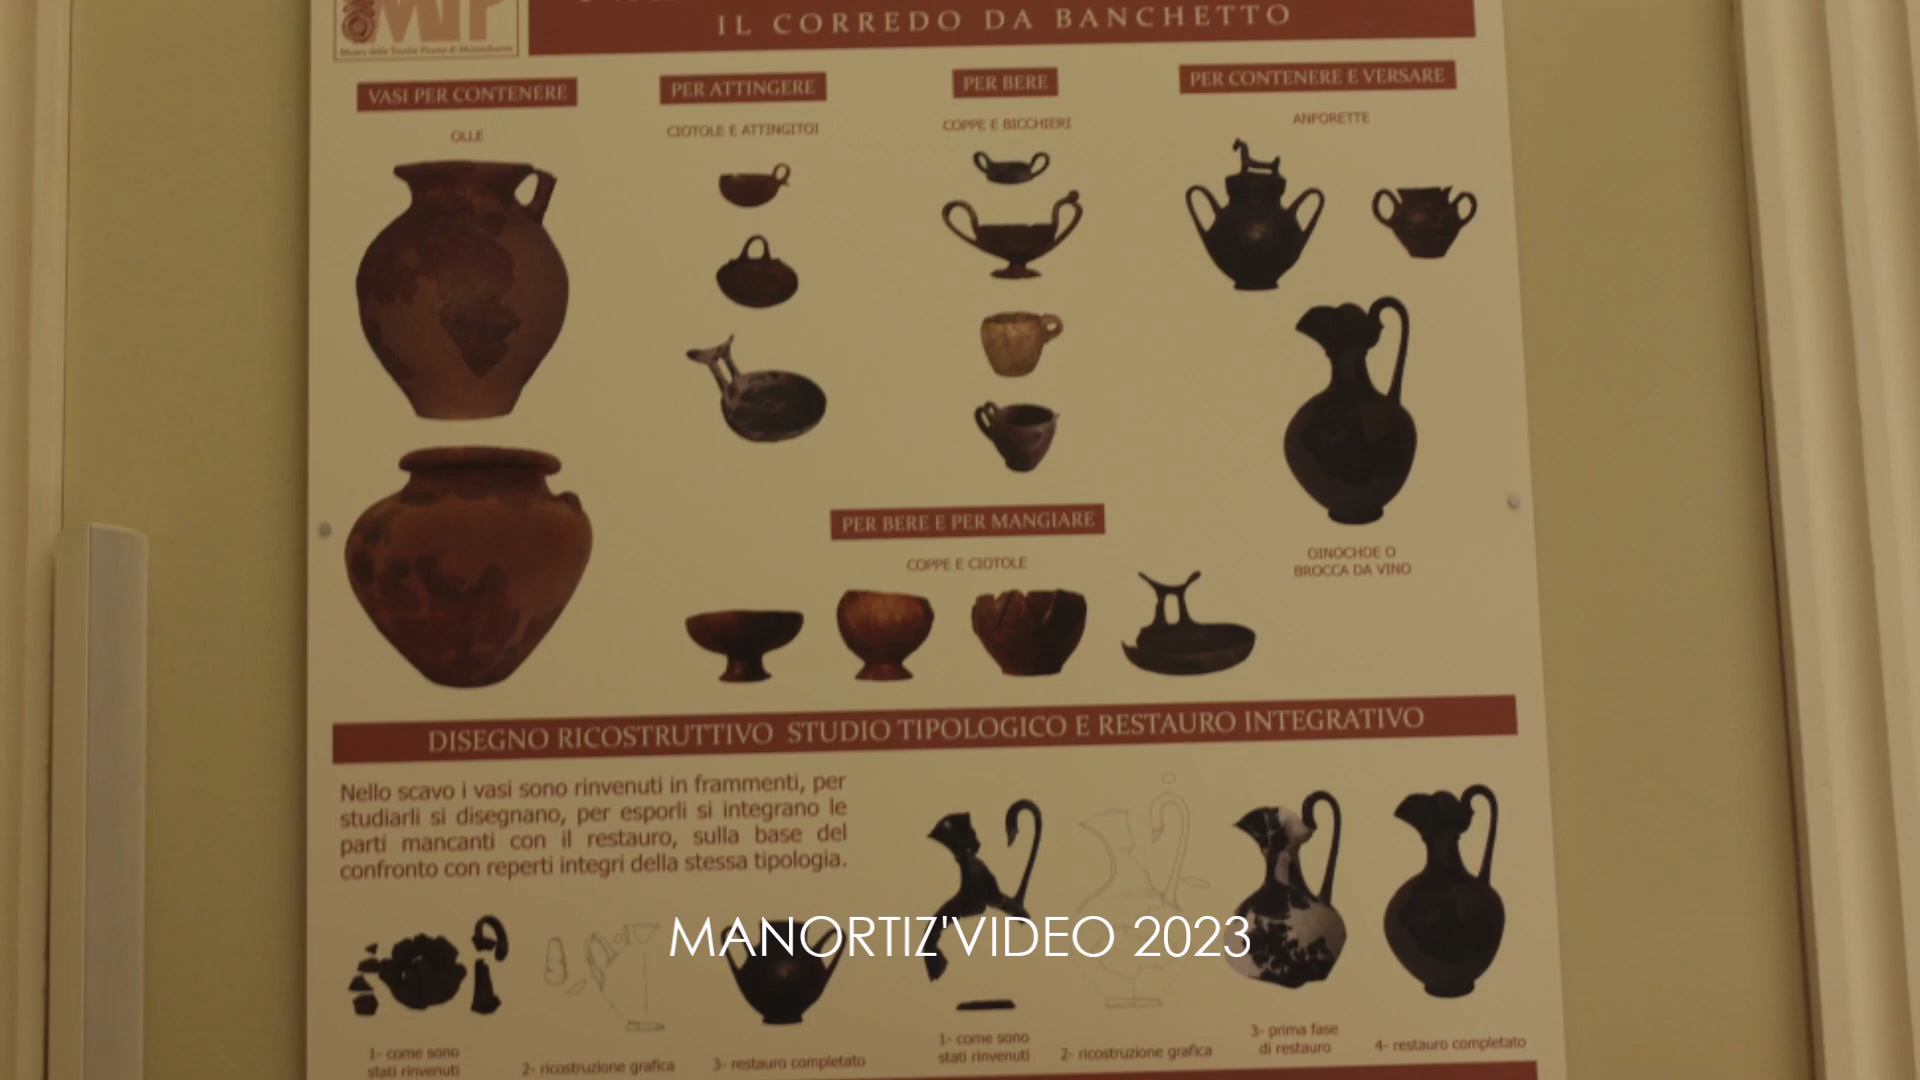 IL CORREDO DA BANCHETTO
VASI PER CONTENERE
OLLE
PER ATTINGERE
CIOTOLE E ATTINGITOI
PER BERE
COPPE E BICCHIERI
PER CONTENERE E VERSARE
ANFORETTE
OINOCHOE O
BROCCA DA VINO
PER BERE E PER MANGIARE
COPPE E CIOTOLE
DISEGNO RICOSTRUTTIVO STUDIO TIPOLOGICO E RESTAURO INTEGRATIVO
Nello scavo i vasi sono rinvenuti in frammenti, per
studiarli si disegnano, per esporli si integrano le
parti mancanti con il restauro, sulla base del
confronto con reperti integri della stessa tipologia.
MANORTIZ'VIDEO 2023
1- come sono
stati rinvenuti
2- ricostruzione grafica
3- restauro completato
1- come sono
stati rinvenuti
2- ricostruzione grafica
3- prima fase
di restauro
4- restauro completato